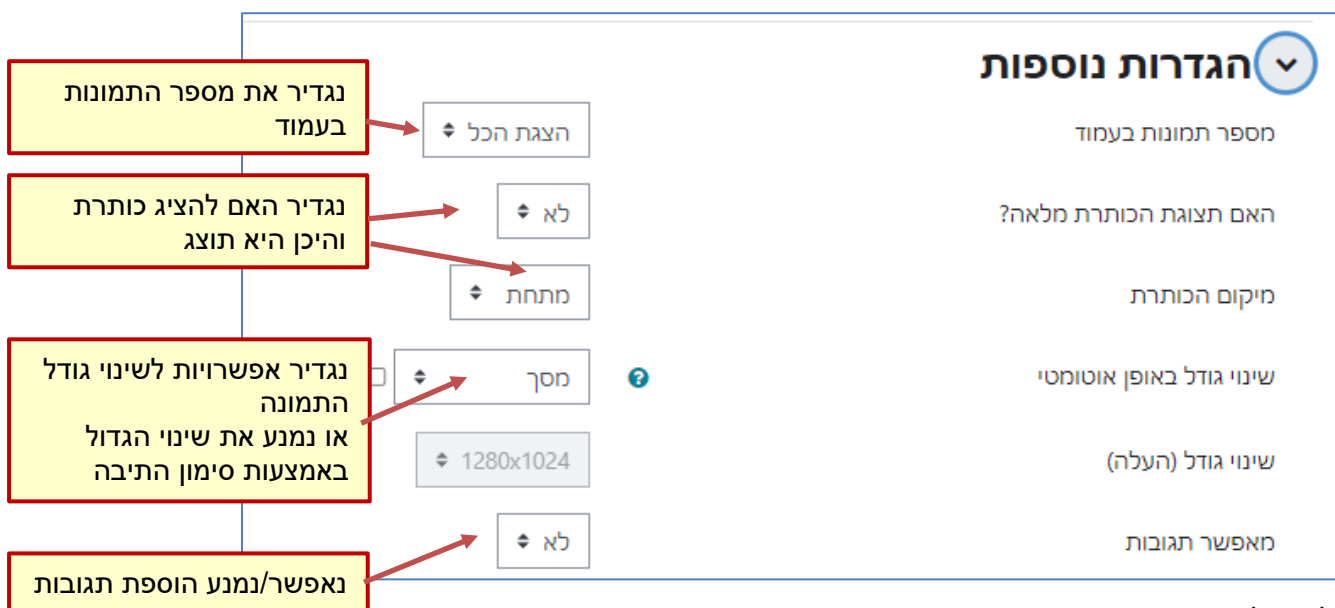 הגדרות נוספות
מספר תמונות בעמוד
הצגת הכל
נגדיר את מספר התמונות
בעמוד
האם תצוגת הכותרת מלאה?
לא
נגדיר האם להציג כותרת
והיכן היא תוצג
מיקום הכותרת
מתחת
שינוי גודל באופן אוטומטי
מסך
נגדיר אפשרויות לשינוי גודל
התמונה
או נמנע את שינוי הגדול
באמצעות סימון התיבה
שינוי גודל (העלה)
1280x1024
מאפשר תגובות
לא
נאפשר/נמנע הוספת תגובות